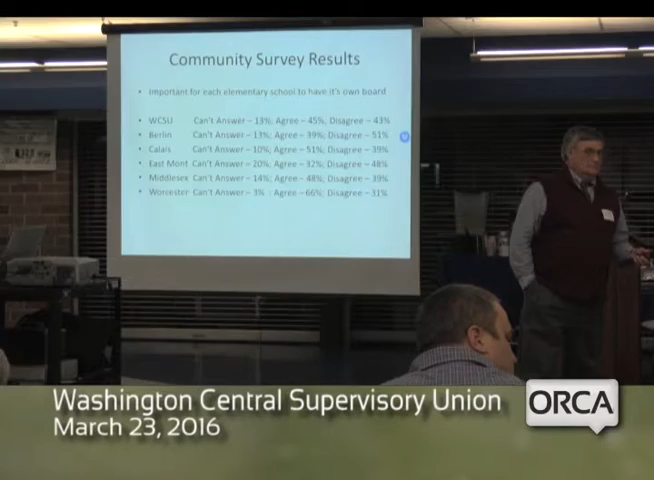 Community Survey Results
• Important for each elementary school to have it's own board
• WCSU Can't Answer – 13%; Agree – 45%, Disagree – 43%
• Berlin Can't Answer – 13%; Agree – 39%; Disagree – 51%
• Calais Can't Answer – 10%; Agree – 51%; Disagree – 39%
• East Mont Can't Answer – 20%; Agree – 32%; Disagree – 48%
• Middlesex Can't Answer – 14%; Agree – 48%; Disagree – 39%
• Worcester Can't Answer – 3% ; Agree – 66%; Disagree – 31%
Washington Central Supervisory Union
March 23, 2016
ORCA